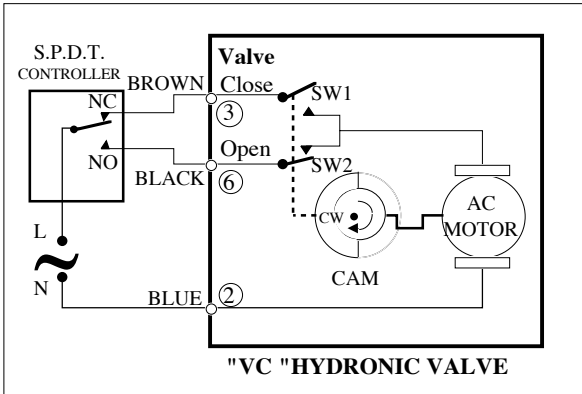 S.P.D.T.
CONTROLLER
NC
NO
L
N
BROWN
BLACK
BLUE
Valve
Close
3
SW1
Open
6
SW2
CW
CAM
AC
MOTOR
2
"VC "HYDRONIC VALVE